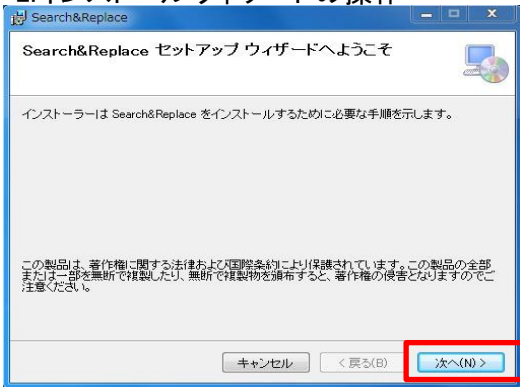 Search&Replace
Search&Replace セットアップ ウィザードへようこそ
インストーラーは Search&Replace をインストールするために必要な手順を示します。
この製品は、著作権に関する法律および国際条約により保護されています。この製品の全部
または一部を無断で複製したり、無断で複製物を頒布すると、著作権の侵害となりますのでご
注意ください。
キャンセル
< 戻る(B)
次へ(N) >